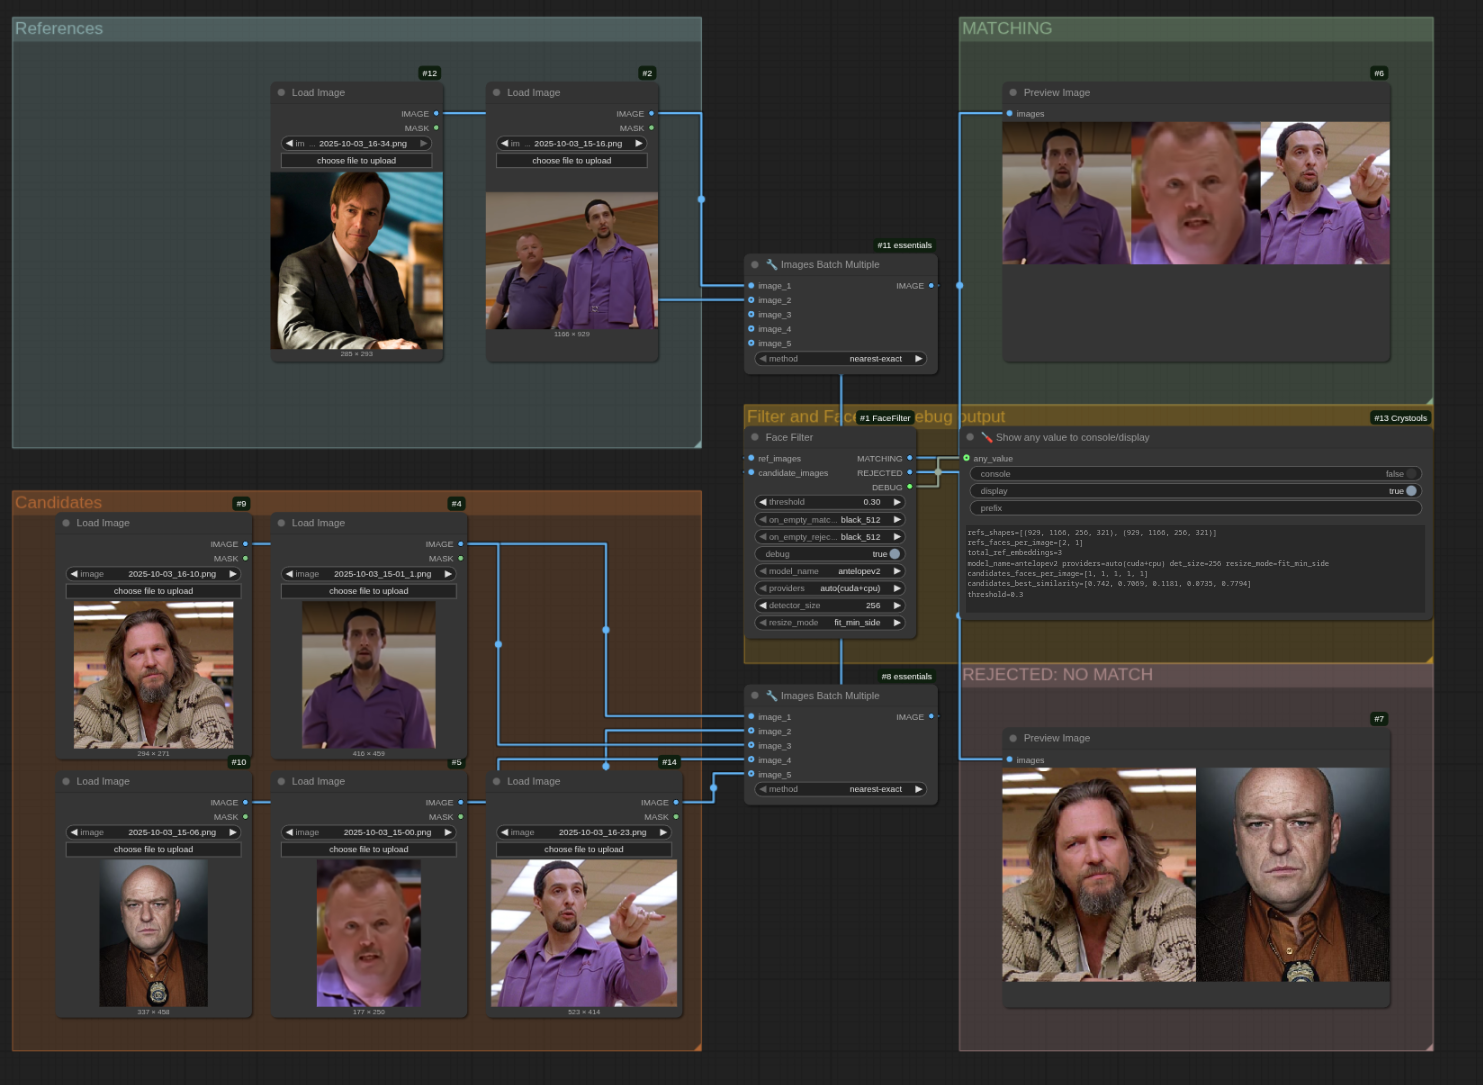 References
#12
Load Image
IMAGE
MASK
im ... 2025-10-03_16-34.png
choose file to upload
285 × 293
#2
Load Image
IMAGE
MASK
im ... 2025-10-03_15-16.png
choose file to upload
1166 × 929
#11 essentials
Images Batch Multiple
image_1 IMAGE
image_2
image_3
image_4
image_5
method nearest-exact
MATCHING
#6
Preview Image
images
Filter and Fac
ebug output
#1 FaceFilter
Face Filter
ref_images MATCHING
candidate_images REJECTED
DEBUG
threshold 0.30
on_empty_matc... black_512
on_empty_rejec... black_512
debug true
model_name antelopev2
providers auto(cuda+cpu)
detector_size 256
resize_mode fit_min_side
#13 Crystools
Show any value to console/display
any_value
console false
display true
prefix
refs_shapes=[(929, 1166, 256, 321), (929, 1166, 256, 321)]
refs_faces_per_image=[2, 1]
total_ref_embeddings=3
model_name=antelopev2 providers=auto(cuda+cpu) det_size=256 resize_mode=fit_min_side
candidates_faces_per_image=[1, 1, 1, 1, 1]
candidates_best_similarity=[0.742, 0.7069, 0.1181, 0.0735, 0.7794]
threshold=0.3
Candidates
#9
Load Image
IMAGE
MASK
image 2025-10-03_16-10.png
choose file to upload
294 × 271
#4
Load Image
IMAGE
MASK
image 2025-10-03_15-01_1.png
choose file to upload
416 × 459
#10
Load Image
IMAGE
MASK
image 2025-10-03_15-06.png
choose file to upload
337 × 458
#5
Load Image
IMAGE
MASK
image 2025-10-03_15-00.png
choose file to upload
177 × 250
#14
Load Image
IMAGE
MASK
image 2025-10-03_16-23.png
choose file to upload
523 × 414
#8 essentials
Images Batch Multiple
image_1 IMAGE
image_2
image_3
image_4
image_5
method nearest-exact
REJECTED: NO MATCH
#7
Preview Image
images